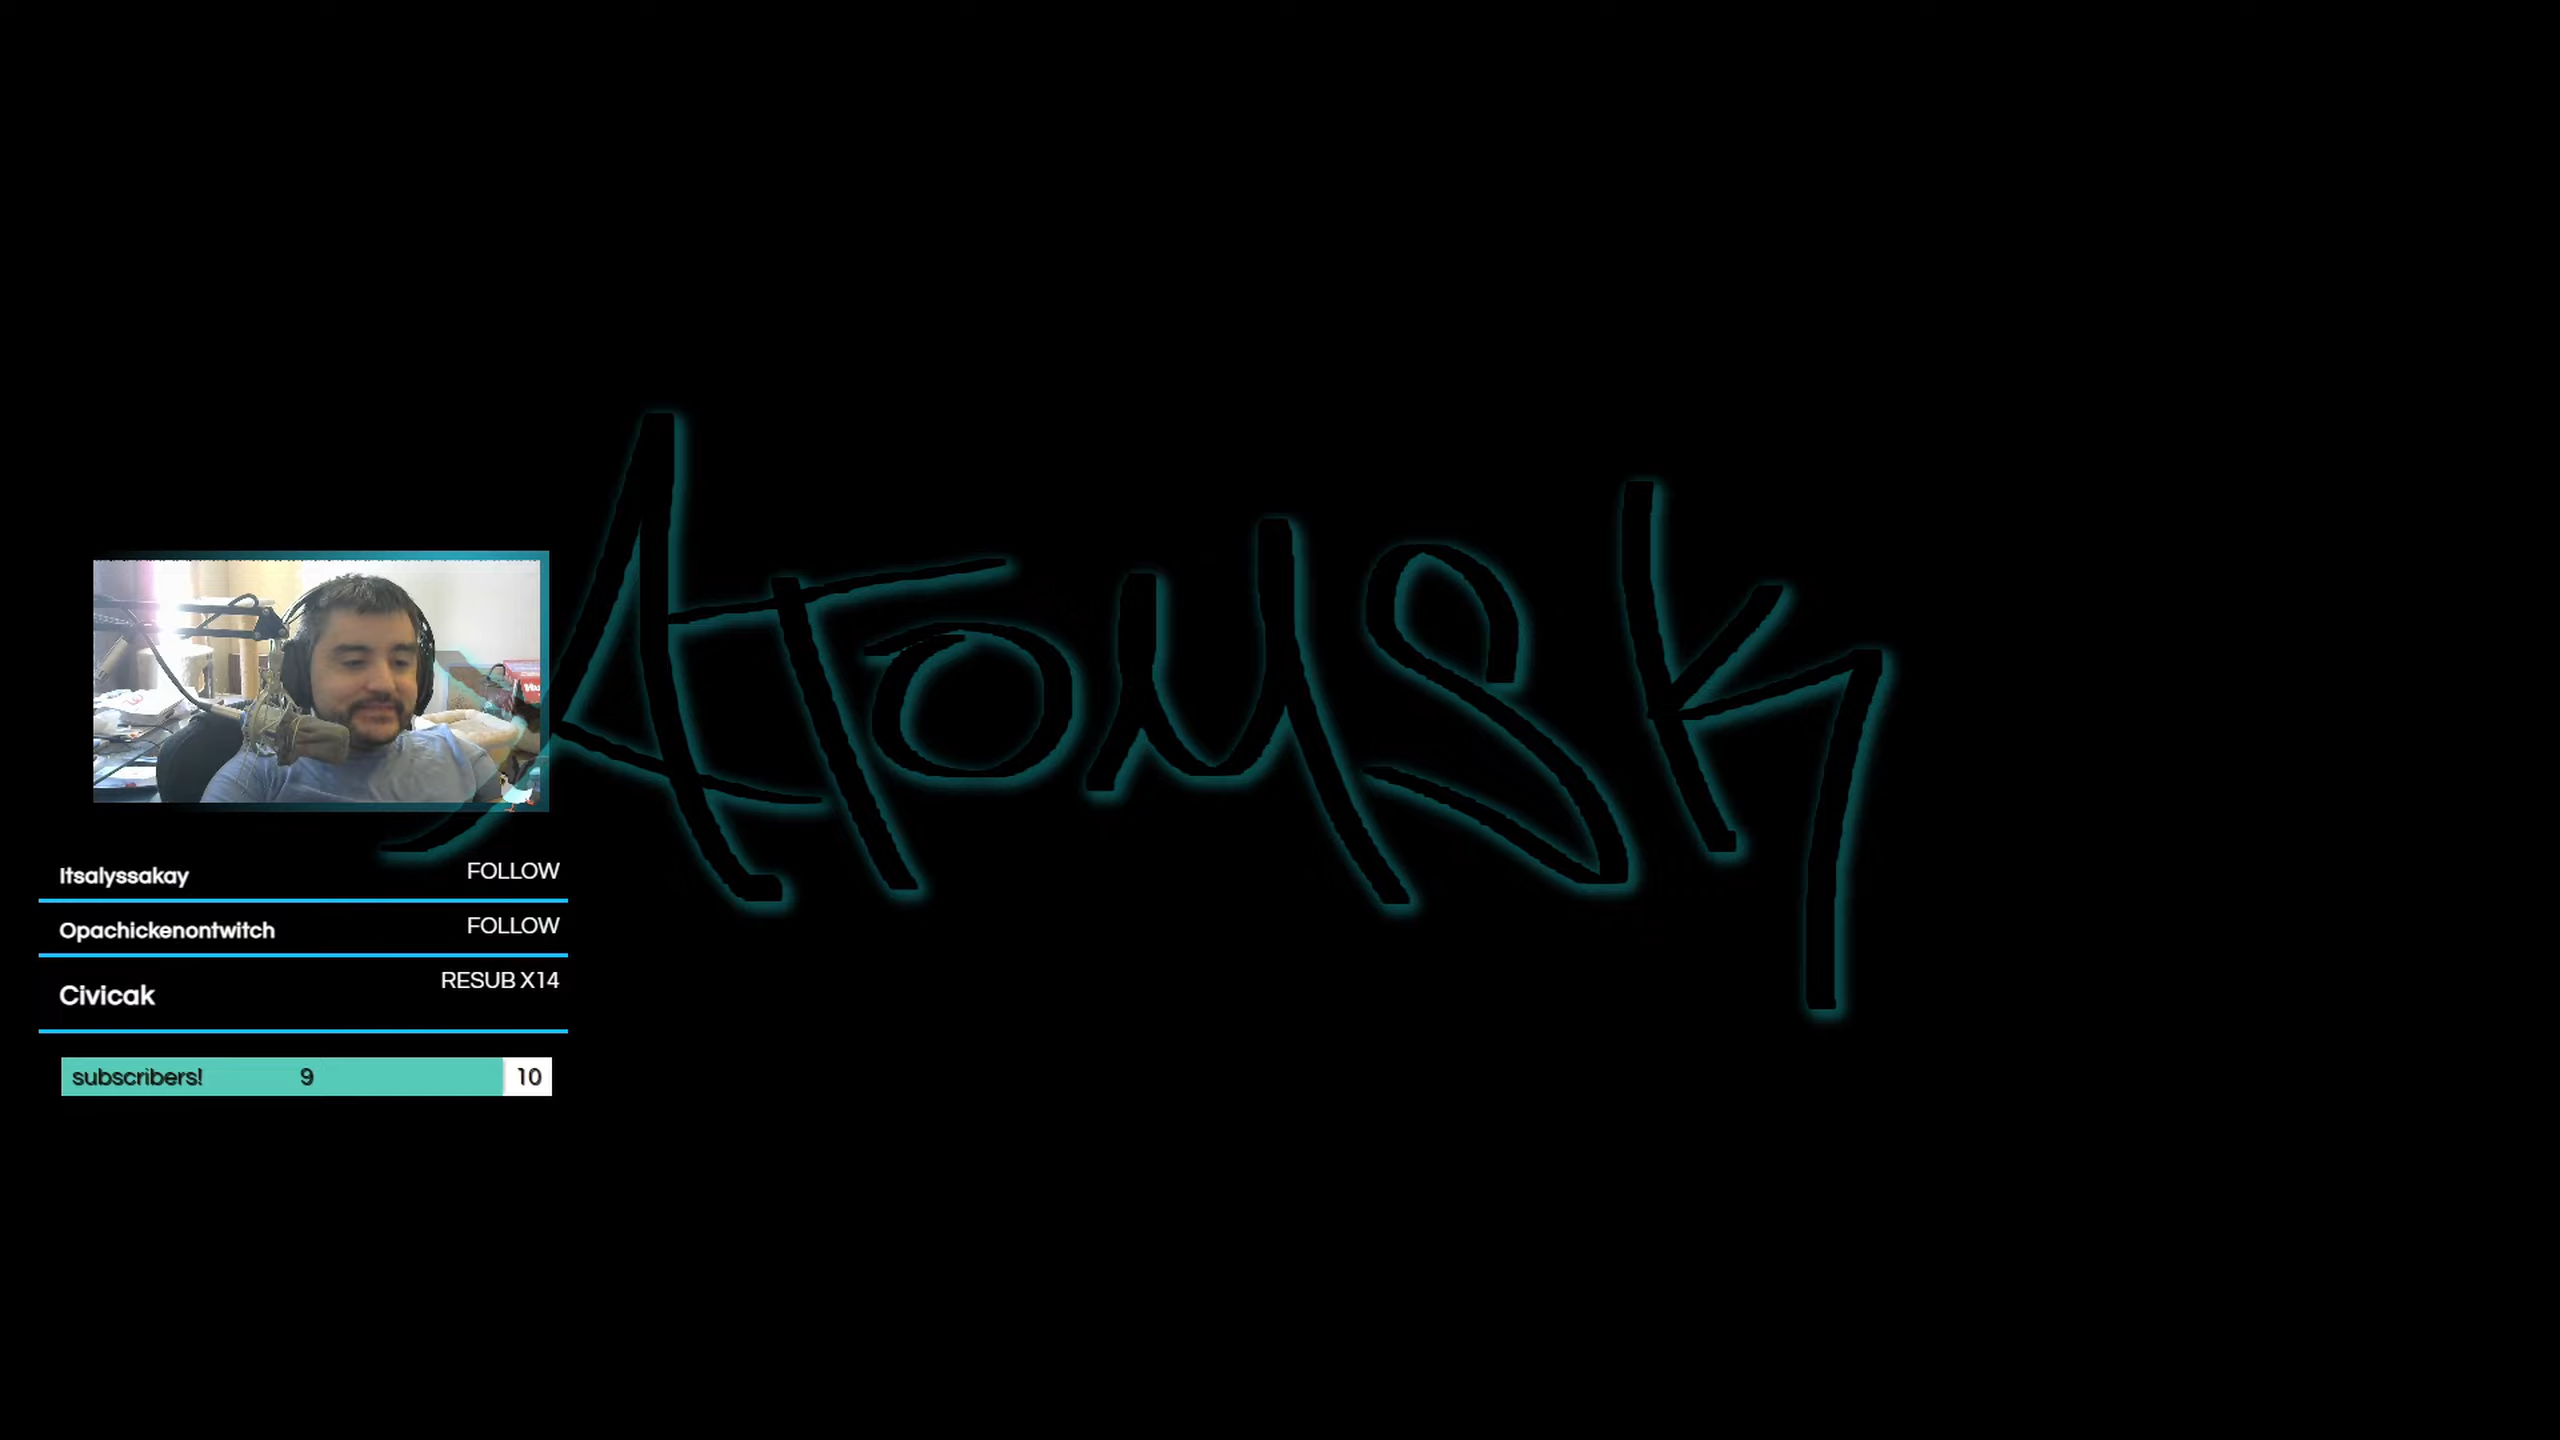 ATOMSK
Itsalyssakay FOLLOW
Opachickenontwitch FOLLOW
Civicak RESUB X14
subscribers! 9 10